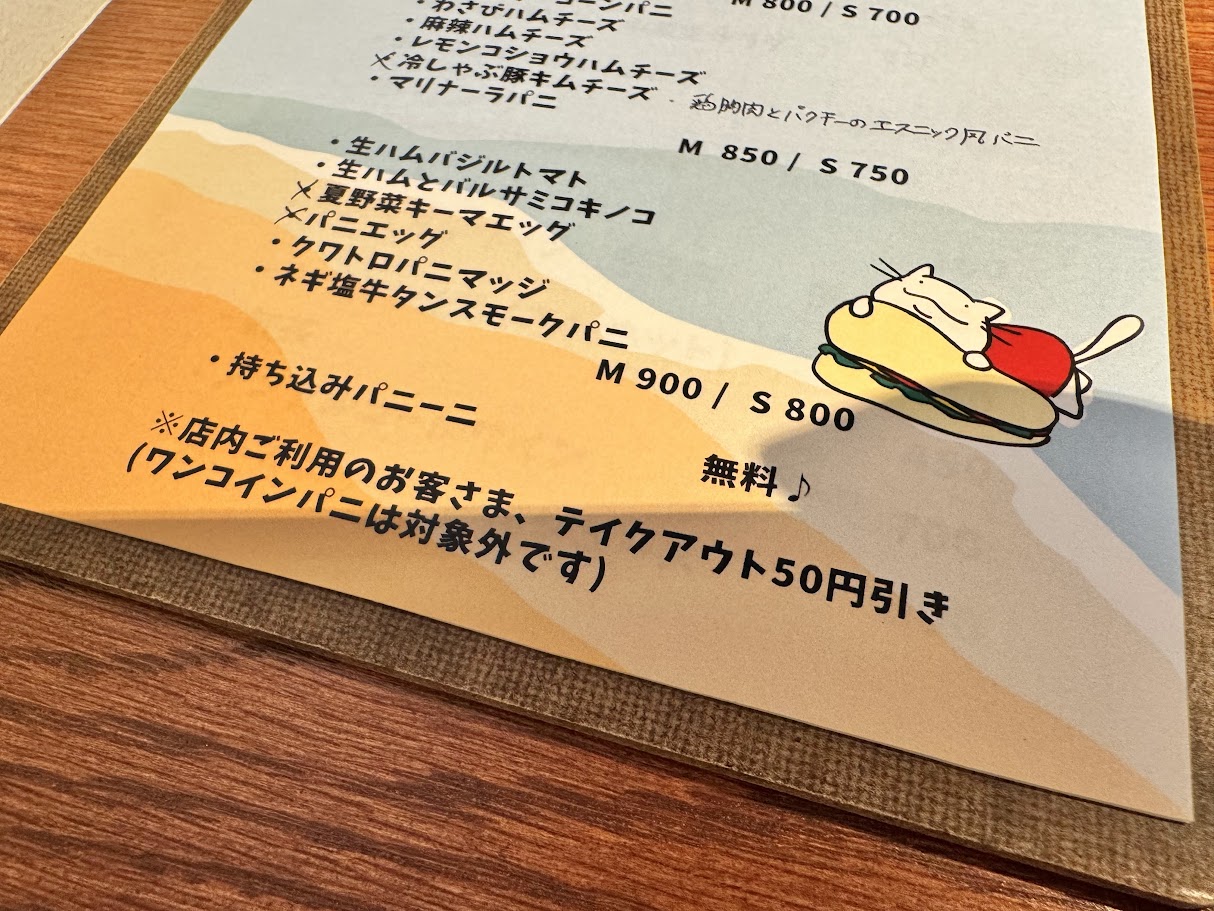 コーンパニ
M 800 / S 700
・わさびハムチーズ
・麻辣ハムチーズ
・レモンコショウハムチーズ
×冷しゃぶ豚キムチーズ
・鶏胸肉とパクチーのエスニック風パニ
・マリナーラパニ
M 850 / S 750
・生ハムバジルトマト
・生ハムとバルサミコキノコ
×夏野菜キーマエッグ
×パニエッグ
・クワトロパニマッジ
・ネギ塩牛タンスモークパニ
M 900 / S 800
・持ち込みパニーニ
無料♪
※店内ご利用のお客さま、テイクアウト50円引き
(ワンコインパニは対象外です)